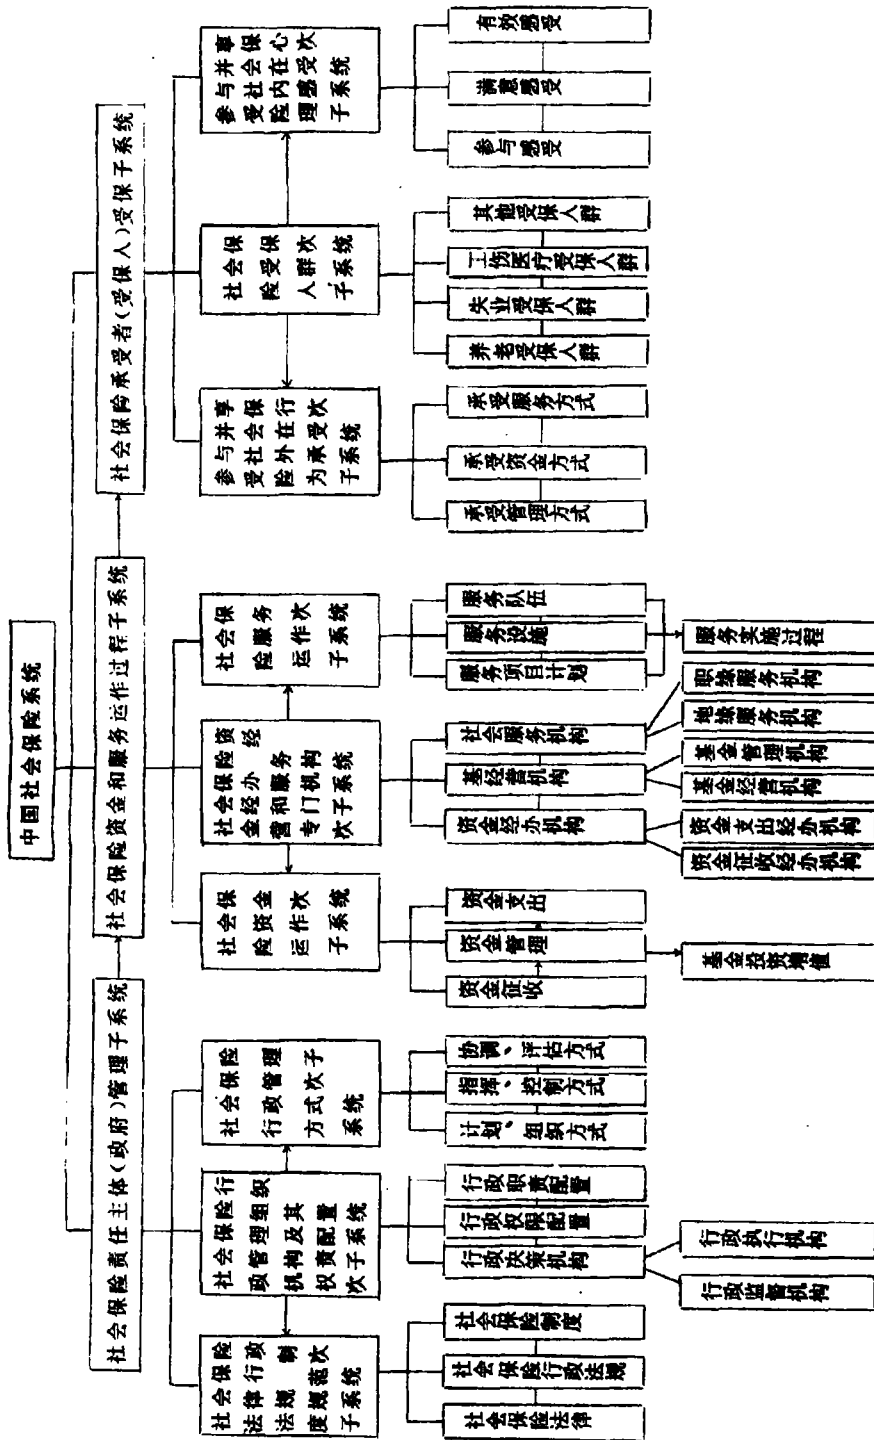 中国社会保险系统
社会保险责任主体(政府)管理子系统
社会保险资金和服务运作过程子系统
社会保险承受者(受保人)受保子系统
社会保险
法律行政
法规 制
度规范次
子系统
社会保险行
政管理组织
机构及其
权责配置
次子系统
社会保险
行政管理
方式次子
系统
社会保
险资金
运作次
子系统
社会保险资
金经办 经
营和服务
专门机构
次子系统
社会保
险服务
运作次
子系统
参与并享
受社会保
险外在行
为承受次
子系统
社会保
险受保
人群次
子系统
参与并享
受社会保
险内在心
理感受次
子系统
社会保险法律
社会保险行政法规
社会保险制度
行政决策机构
行政权限配置
行政职责配置
计划、组织方式
指挥、控制方式
协调、评估方式
资金征收
资金管理
资金支出
资金经办机构
基经营机构
社会服务机构
服务项目计划
服务设施
服务队伍
承受管理方式
承受资金方式
承受服务方式
养老受保人群
失业受保人群
工伤医疗受保人群
其他受保人群
参与感受
满意感受
有效感受
行政监督机构
行政执行机构
基金投资增值
资金征收经办机构
资金支出经办机构
基金经营机构
基金管理机构
地缘服务机构
职缘服务机构
服务实施过程